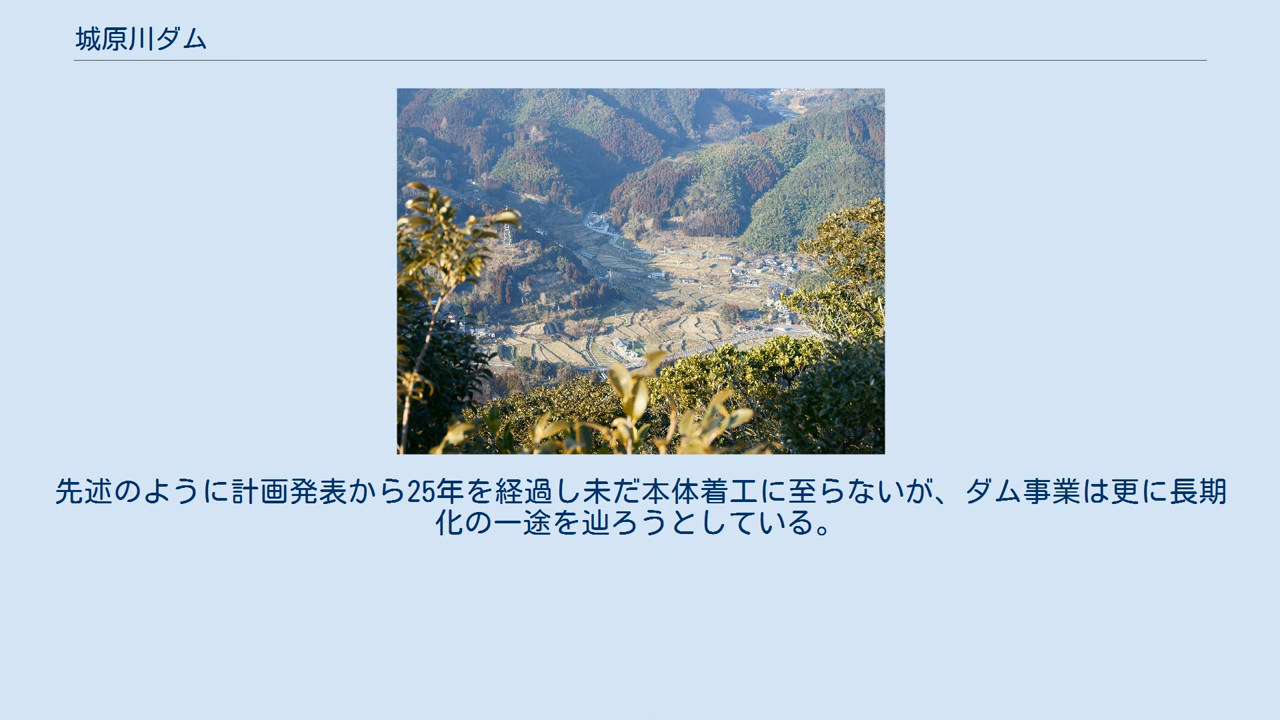 城原川ダム
先述のように計画発表から25年を経過し未だ本体着工に至らないが、ダム事業は更に長期
化の一途を辿ろうとしている。